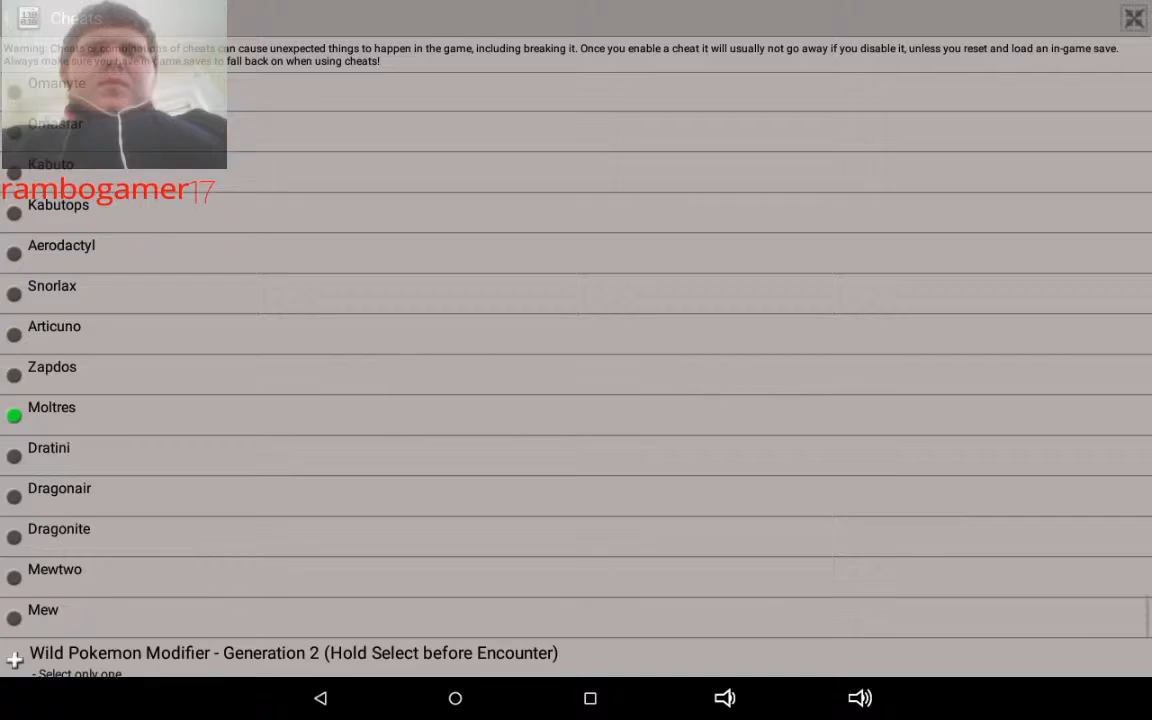 Cheats
Warning: Cheats or combinations of cheats can cause unexpected things to happen in the game, including breaking it. Once you enable a cheat it will usually not go away if you disable it, unless you reset and load an in-game save.
Always make sure you have in-game saves to fall back on when using cheats!
Omanyte
Omastar
Kabuto
rambogamer17
Kabutops
Aerodactyl
Snorlax
Articuno
Zapdos
Moltres
Dratini
Dragonair
Dragonite
Mewtwo
Mew
Wild Pokemon Modifier - Generation 2 (Hold Select before Encounter)
- Select only one